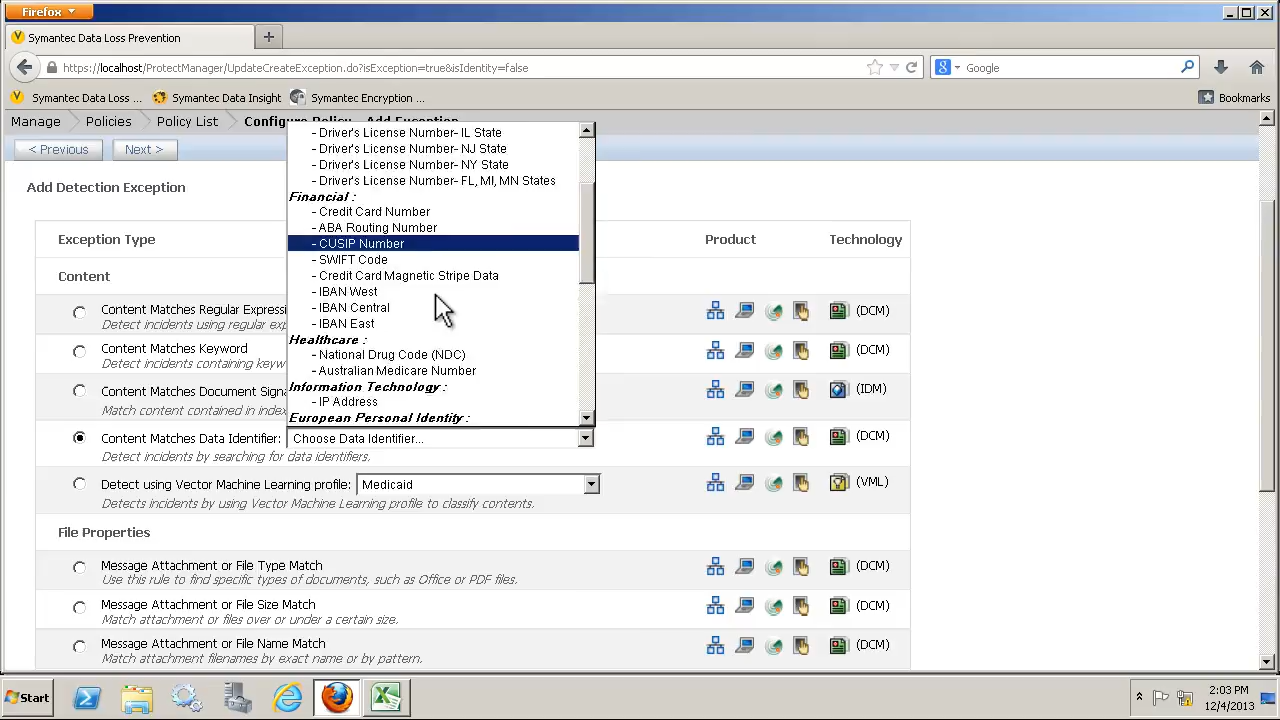 Firefox
Symantec Data Loss Prevention
https://localhost/ProtectManager/UpdateCreateException.do?isException=true&isIdentity=false
Google
Symantec Data Loss ...
Symantec Data Insight
Symantec Encryption ...
Bookmarks
Manage
Policies
Policy List
Configure Policy - Add Exception
< Previous
Next >
Add Detection Exception
Exception Type
Product
Technology
Content
- Driver's License Number- IL State
- Driver's License Number- NJ State
- Driver's License Number- NY State
- Driver's License Number- FL, MI, MN States
Financial :
- Credit Card Number
- ABA Routing Number
- CUSIP Number
- SWIFT Code
- Credit Card Magnetic Stripe Data
- IBAN West
- IBAN Central
- IBAN East
Healthcare :
- National Drug Code (NDC)
- Australian Medicare Number
Information Technology :
- IP Address
European Personal Identity :
Content Matches Regular Expressi
Detect incidents using regular exp
(DCM)
Content Matches Keyword
Detect incidents containing keyw
(DCM)
Content Matches Document Signa
Match content contained in index
(IDM)
Content Matches Data Identifier:
Choose Data Identifier...
Detect incidents by searching for data identifiers.
(DCM)
Detect using Vector Machine Learning profile:
Medicaid
Detects incidents by using Vector Machine Learning profile to classify contents.
(VML)
File Properties
Message Attachment or File Type Match
Use this rule to find specific types of documents, such as Office or PDF files.
(DCM)
Message Attachment or File Size Match
Match attachment or files over or under a certain size.
(DCM)
Message Attachment or File Name Match
Match attachment filenames by exact name or by pattern.
(DCM)
Start
2:03 PM
12/4/2013